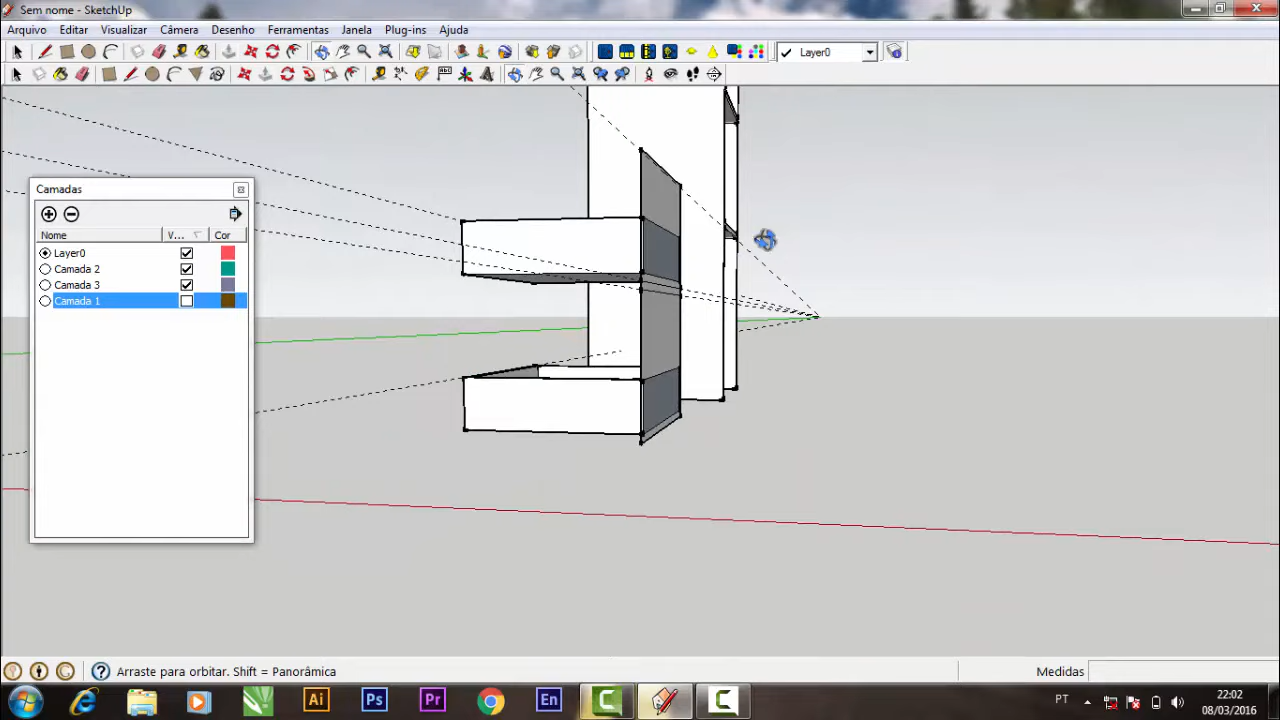 Sem nome - SketchUp
Arquivo Editar Visualizar Câmera Desenho Ferramentas Janela Plug-ins Ajuda
Layer0
Camadas
Nome V... Cor
Layer0
Camada 2
Camada 3
Camada 1
Arraste para orbitar. Shift = Panorâmica Medidas
Ai Ps Pr En PT 22:02
08/03/2016